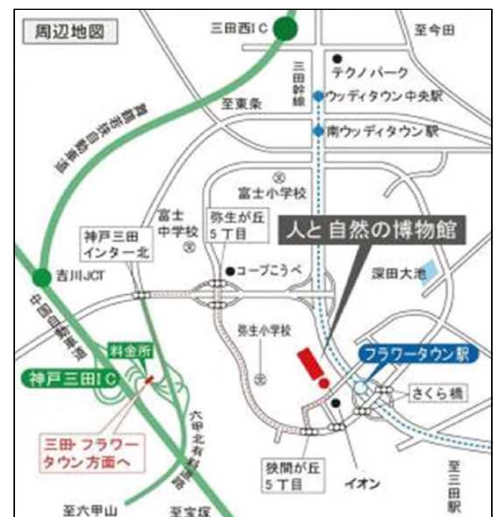 周辺地図
三田西IC
至今田
三田幹線
テクノパーク
ウッディタウン中央駅
至東条
南ウッディタウン駅
舞鶴若狭自動車道
文
富士小学校
富士
中学校
文
弥生が丘
5丁目
人と自然の博物館
神戸三田
インター北
コープこうべ
深田大池
吉川JCT
中国自動車道
料金所
弥生小学校
文
フラワータウン駅
神戸三田IC
さくら橋
三田・フラワー
タウン方面へ
六甲北有料道路
狭間が丘
5丁目
イオン
至三田駅
至六甲山
至宝塚